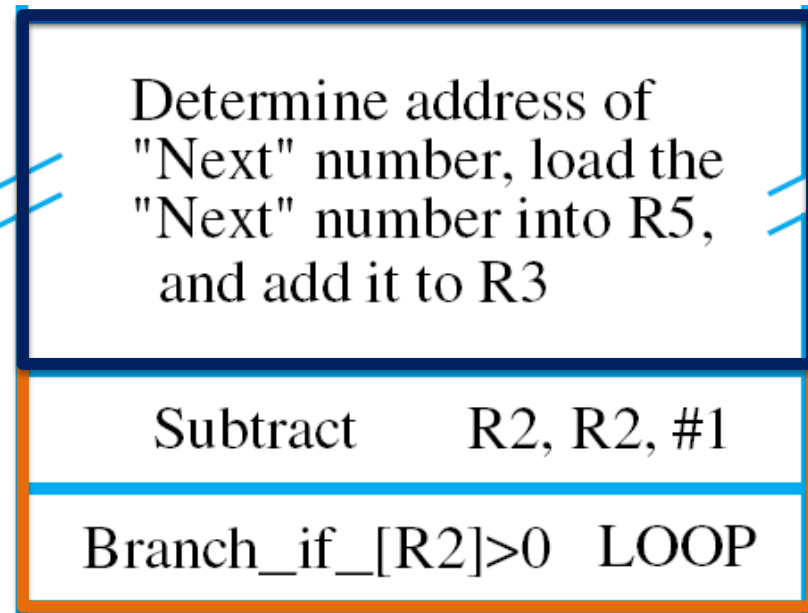 Determine address of
"Next" number, load the
"Next" number into R5,
and add it to R3
Subtract R2, R2, #1
Branch_if_[R2]>0 LOOP